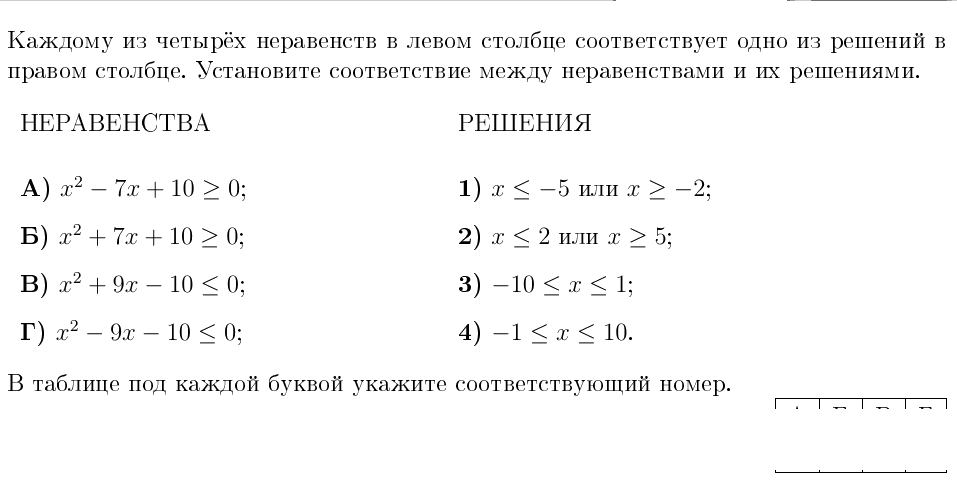 Каждому из четырёх неравенств в левом столбце соответствует одно из решений в
правом столбце. Установите соответствие между неравенствами и их решениями.
НЕРАВЕНСТВА РЕШЕНИЯ
А) x² − 7x + 10 ≥ 0; 1) x ≤ −5 или x ≥ −2;
Б) x² + 7x + 10 ≥ 0; 2) x ≤ 2 или x ≥ 5;
В) x² + 9x − 10 ≤ 0; 3) −10 ≤ x ≤ 1;
Г) x² − 9x − 10 ≤ 0; 4) −1 ≤ x ≤ 10.
В таблице под каждой буквой укажите соответствующий номер.